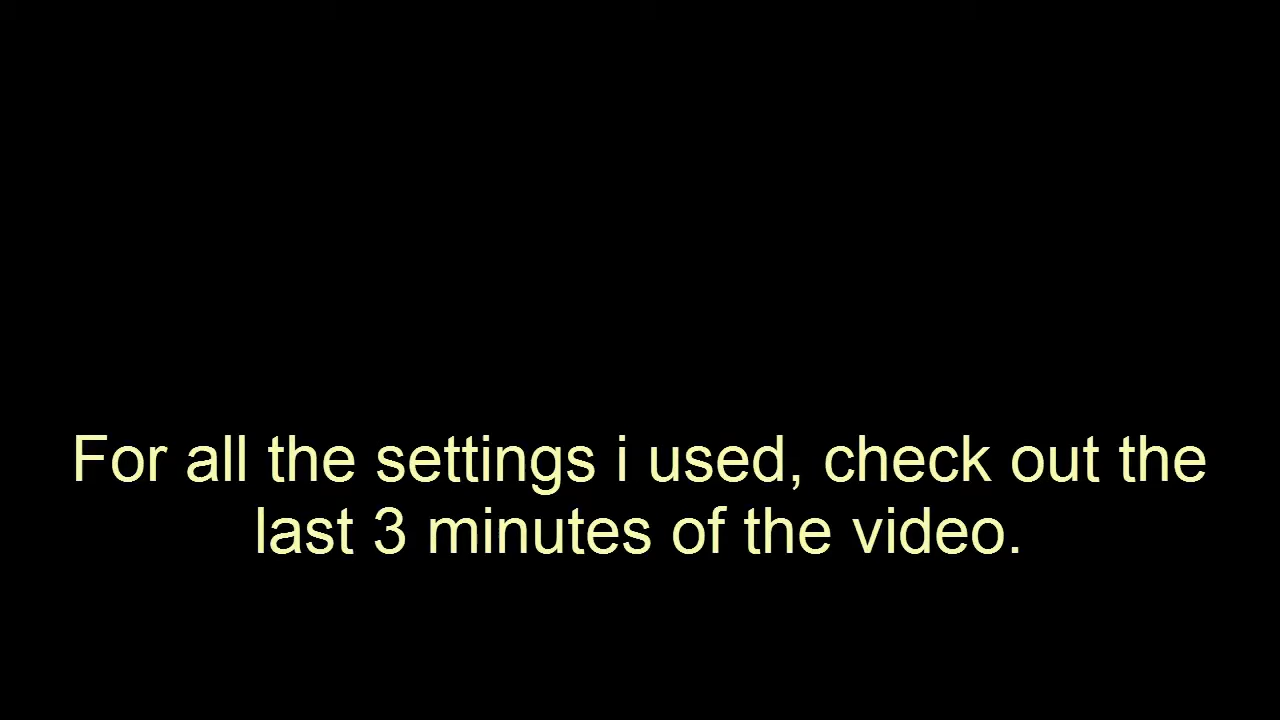 For all the settings i used, check out the
last 3 minutes of the video.